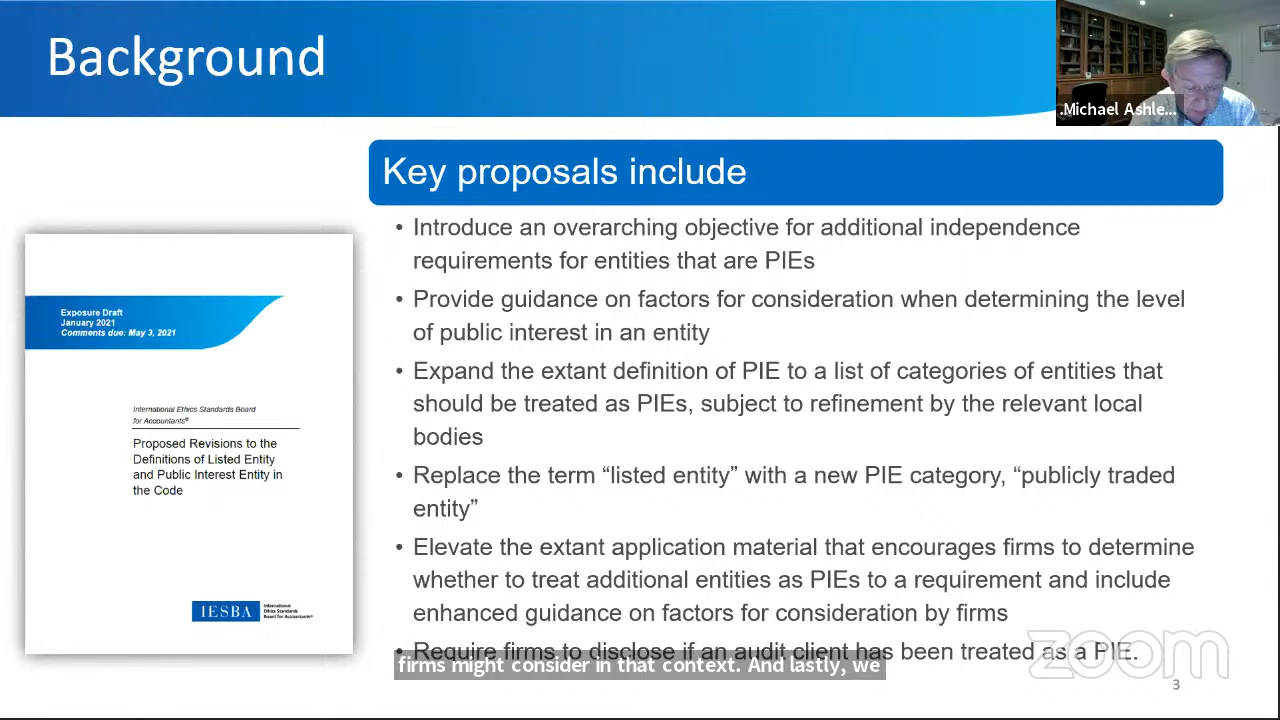 Background
.Michael Ashle...
Key proposals include
• Introduce an overarching objective for additional independence
requirements for entities that are PIEs
• Provide guidance on factors for consideration when determining the level
of public interest in an entity
• Expand the extant definition of PIE to a list of categories of entities that
should be treated as PIEs, subject to refinement by the relevant local
bodies
• Replace the term “listed entity” with a new PIE category, “publicly traded
entity”
• Elevate the extant application material that encourages firms to determine
whether to treat additional entities as PIEs to a requirement and include
enhanced guidance on factors for consideration by firms
• Require firms to disclose if an audit client has been treated as a PIE.
Exposure Draft
January 2021
Comments due: May 3, 2021
International Ethics Standards Board
for Accountants®
Proposed Revisions to the
Definitions of Listed Entity
and Public Interest Entity in
the Code
IESBA
International
Ethics Standards
Board for Accountants®
firms might consider in that context. And lastly, we
zoom
3